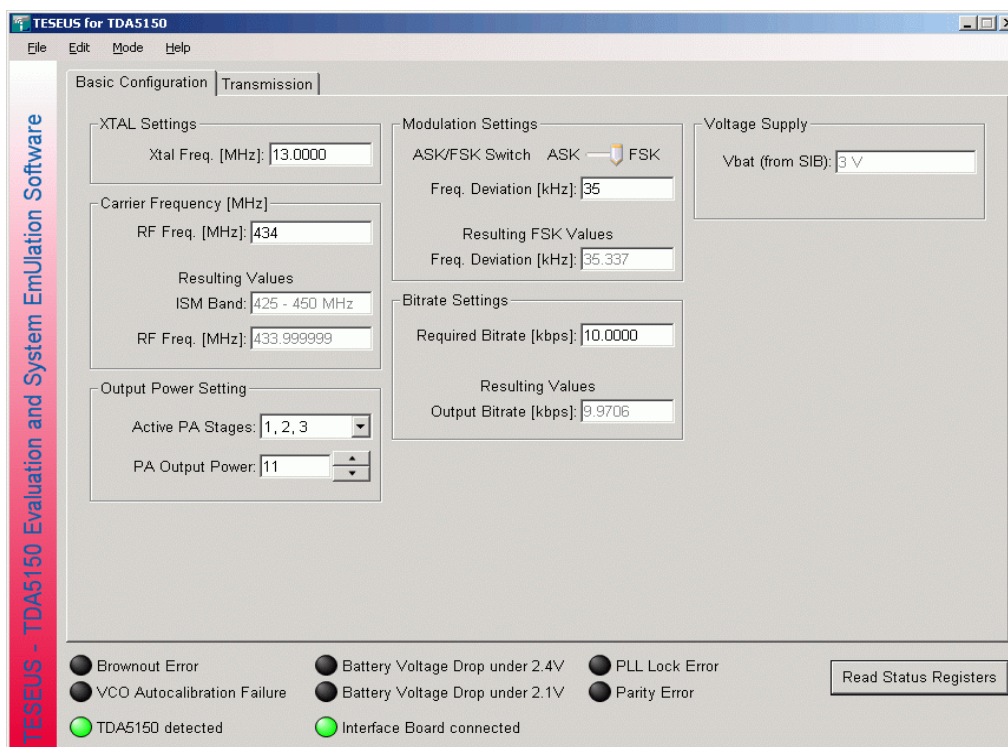 TESEUS for TDA5150
File Edit Mode Help
TESEUS - TDA5150 Evaluation and System EmUlation Software
Basic Configuration Transmission
XTAL Settings
Xtal Freq. [MHz]: 13.0000
Carrier Frequency [MHz]
RF Freq. [MHz]: 434
Resulting Values
ISM Band: 425 - 450 MHz
RF Freq. [MHz]: 433.999999
Output Power Setting
Active PA Stages: 1, 2, 3
PA Output Power: 11
Modulation Settings
ASK/FSK Switch ASK FSK
Freq. Deviation [kHz]: 35
Resulting FSK Values
Freq. Deviation [kHz]: 35.337
Bitrate Settings
Required Bitrate [kbps]: 10.0000
Resulting Values
Output Bitrate [kbps]: 9.9706
Voltage Supply
Vbat (from SIB): 3 V
Brownout Error Battery Voltage Drop under 2.4V PLL Lock Error
VCO Autocalibration Failure Battery Voltage Drop under 2.1V Parity Error
TDA5150 detected Interface Board connected
Read Status Registers